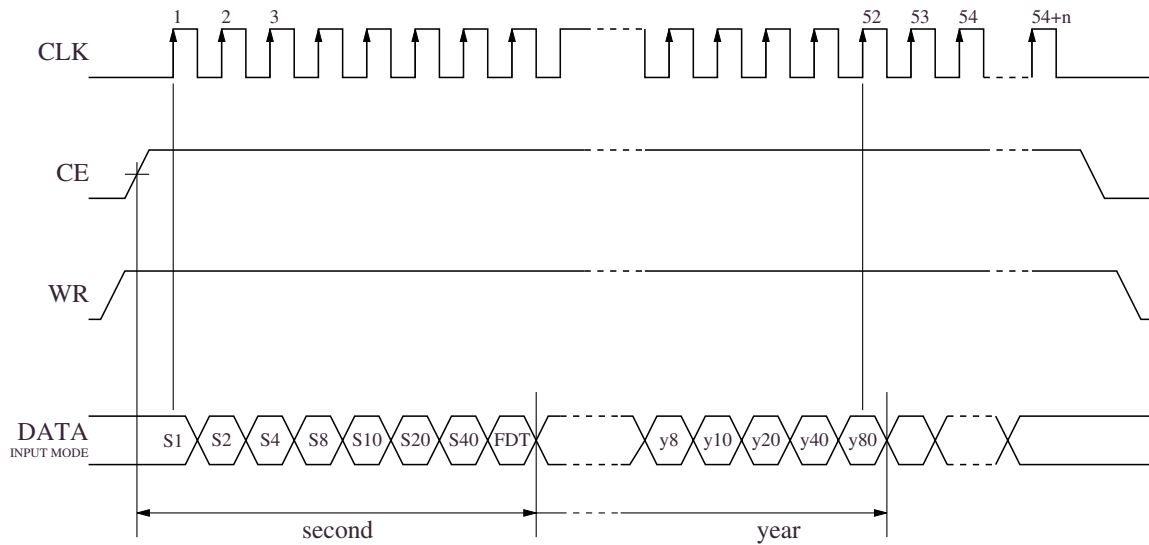 1 2 3 52 53 54 54+n
CLK
CE
WR
DATA
INPUT MODE
S1 S2 S4 S8 S10 S20 S40 FDT y8 y10 y20 y40 y80
second year